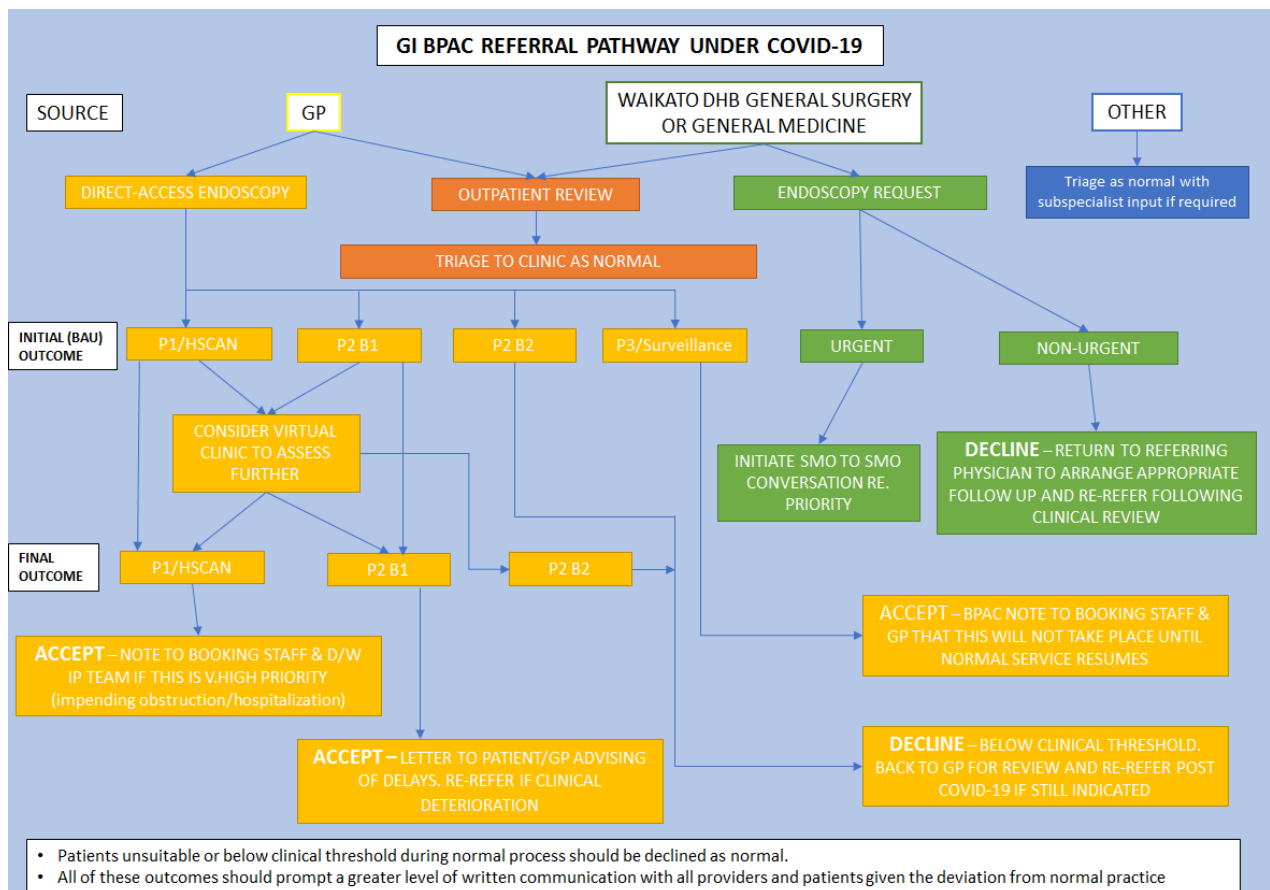 GI BPAC REFERRAL PATHWAY UNDER COVID-19
SOURCE
GP
WAIKATO DHB GENERAL SURGERY
OR GENERAL MEDICINE
OTHER
DIRECT-ACCESS ENDOSCOPY
OUTPATIENT REVIEW
ENDOSCOPY REQUEST
Triage as normal with
subspecialist input if required
TRIAGE TO CLINIC AS NORMAL
INITIAL (BAU)
OUTCOME
P1/HSCAN
P2 B1
P2 B2
P3/Surveillance
URGENT
NON-URGENT
CONSIDER VIRTUAL
CLINIC TO ASSESS
FURTHER
INITIATE SMO TO SMO
CONVERSATION RE.
PRIORITY
DECLINE – RETURN TO REFERRING
PHYSICIAN TO ARRANGE APPROPRIATE
FOLLOW UP AND RE-REFER FOLLOWING
CLINICAL REVIEW
FINAL
OUTCOME
P1/HSCAN
P2 B1
P2 B2
ACCEPT – BPAC NOTE TO BOOKING STAFF &
GP THAT THIS WILL NOT TAKE PLACE UNTIL
NORMAL SERVICE RESUMES
ACCEPT – NOTE TO BOOKING STAFF & D/W
IP TEAM IF THIS IS V.HIGH PRIORITY
(impending obstruction/hospitalization)
ACCEPT – LETTER TO PATIENT/GP ADVISING
OF DELAYS. RE-REFER IF CLINICAL
DETERIORATION
DECLINE – BELOW CLINICAL THRESHOLD.
BACK TO GP FOR REVIEW AND RE-REFER POST
COVID-19 IF STILL INDICATED
• Patients unsuitable or below clinical threshold during normal process should be declined as normal.
• All of these outcomes should prompt a greater level of written communication with all providers and patients given the deviation from normal practice